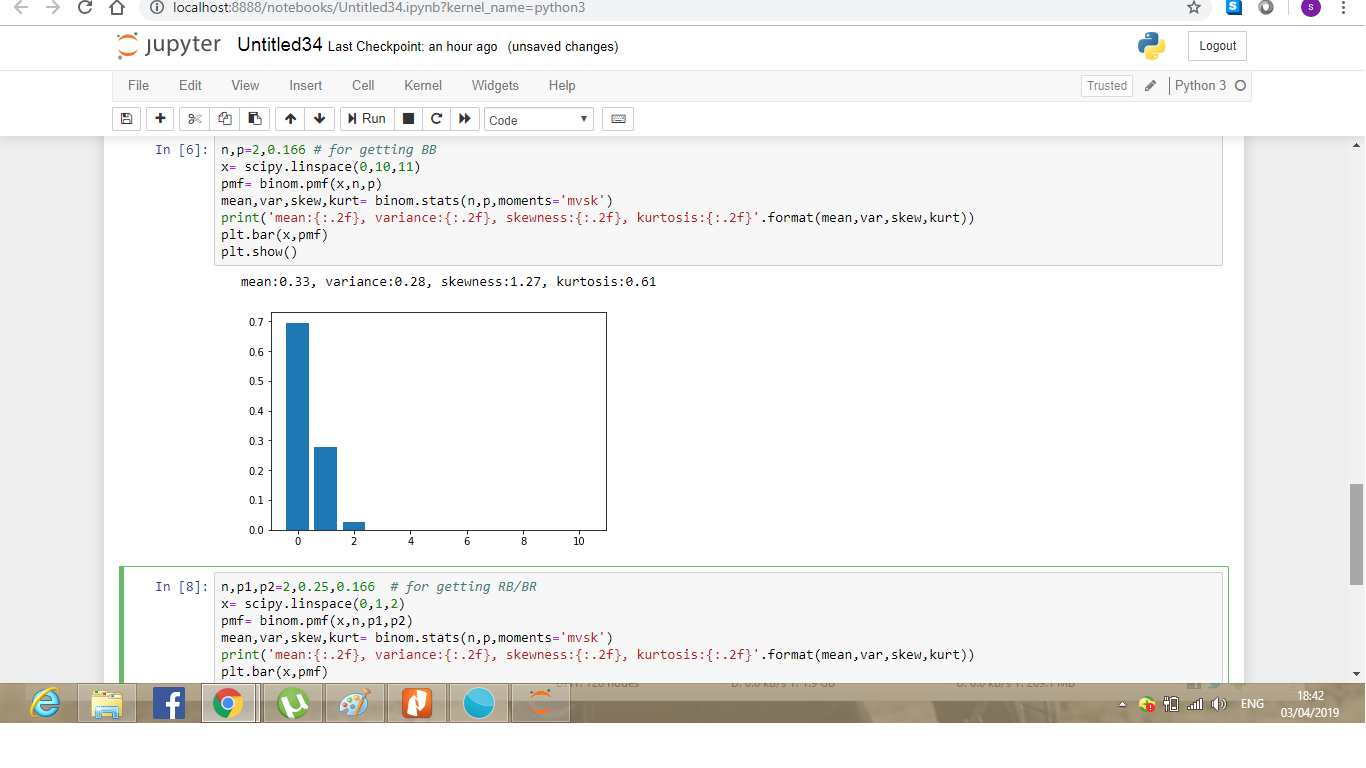 localhost:8888/notebooks/Untitled34.ipynb?kernel_name=python3
S
s
jupyter Untitled34 Last Checkpoint: an hour ago (unsaved changes)
Logout
File Edit View Insert Cell Kernel Widgets Help
Trusted
Python 3
Run
Code
In [6]:
n,p=2,0.166 # for getting BB
x= scipy.linspace(0,10,11)
pmf= binom.pmf(x,n,p)
mean,var,skew,kurt= binom.stats(n,p,moments='mvsk')
print('mean:{:.2f}, variance:{:.2f}, skewness:{:.2f}, kurtosis:{:.2f}'.format(mean,var,skew,kurt))
plt.bar(x,pmf)
plt.show()
mean:0.33, variance:0.28, skewness:1.27, kurtosis:0.61
0.7
0.6
0.5
0.4
0.3
0.2
0.1
0.0
0 2 4 6 8 10
In [8]:
n,p1,p2=2,0.25,0.166  # for getting RB/BR
x= scipy.linspace(0,1,2)
pmf= binom.pmf(x,n,p1,p2)
mean,var,skew,kurt= binom.stats(n,p,moments='mvsk')
print('mean:{:.2f}, variance:{:.2f}, skewness:{:.2f}, kurtosis:{:.2f}'.format(mean,var,skew,kurt))
plt.bar(x,pmf)
ENG
18:42
03/04/2019